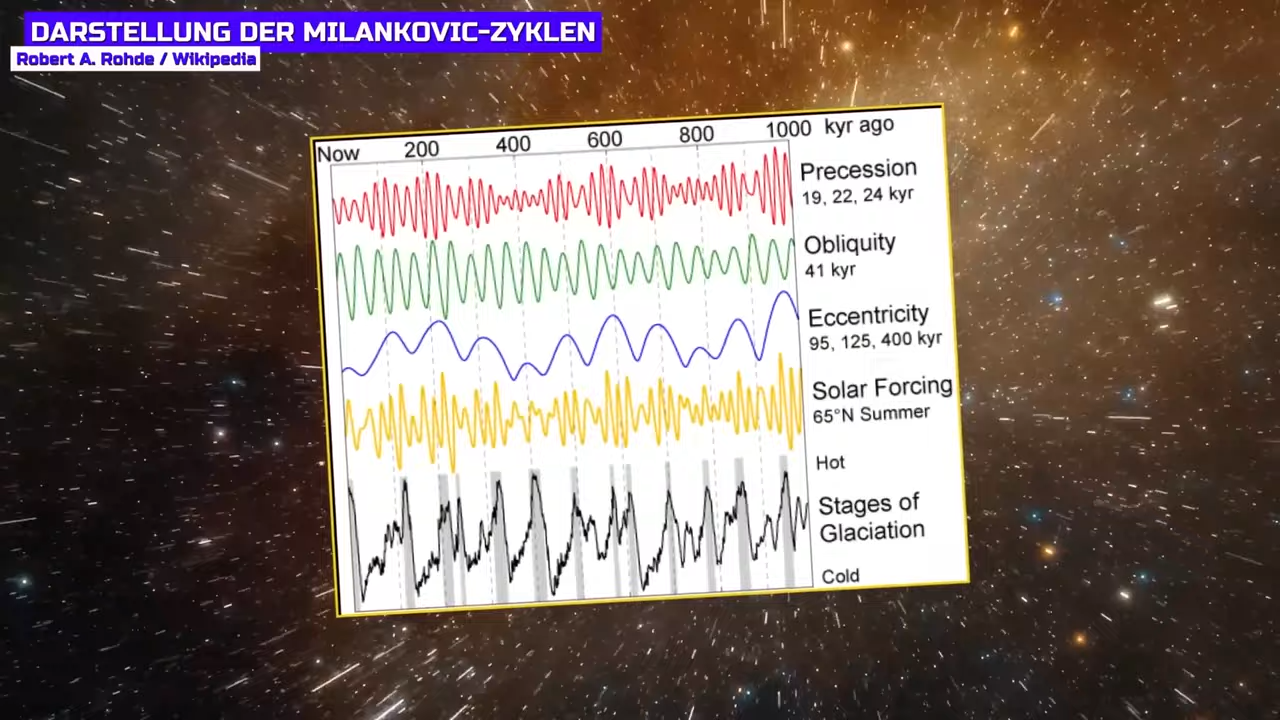 DARSTELLUNG DER MILANKOVIC-ZYKLEN
Robert A. Rohde / Wikipedia
Now 200 400 600 800 1000 kyr ago
Precession
19, 22, 24 kyr
Obliquity
41 kyr
Eccentricity
95, 125, 400 kyr
Solar Forcing
65°N Summer
Hot
Stages of
Glaciation
Cold